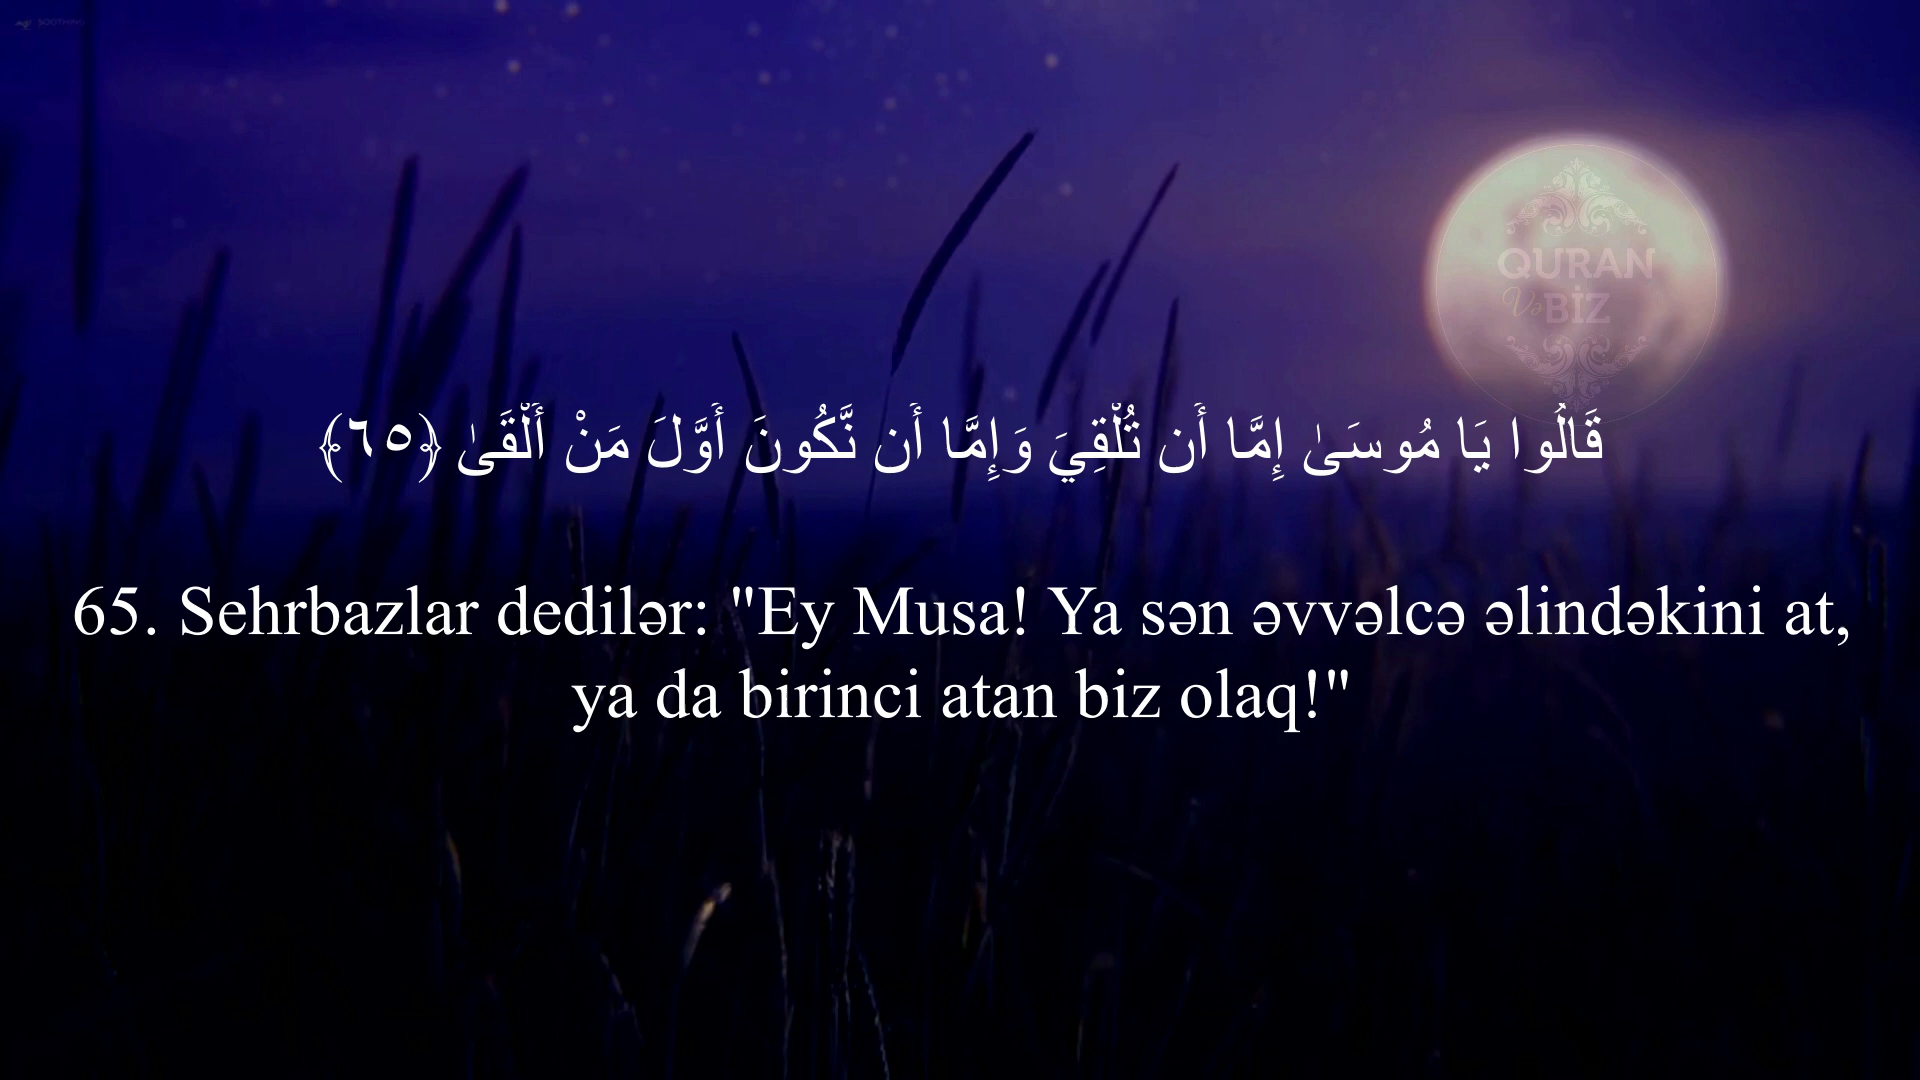 SOOTHING
QURAN
Və BİZ
قَالُوا يَا مُوسَىٰ إِمَّا أَن تُلْقِيَ وَإِمَّا أَن نَّكُونَ أَوَّلَ مَنْ أَلْقَىٰ ﴿٦٥﴾
65. Sehrbazlar dedilər: "Ey Musa! Ya sən əvvəlcə əlindəkini at,
ya da birinci atan biz olaq!"